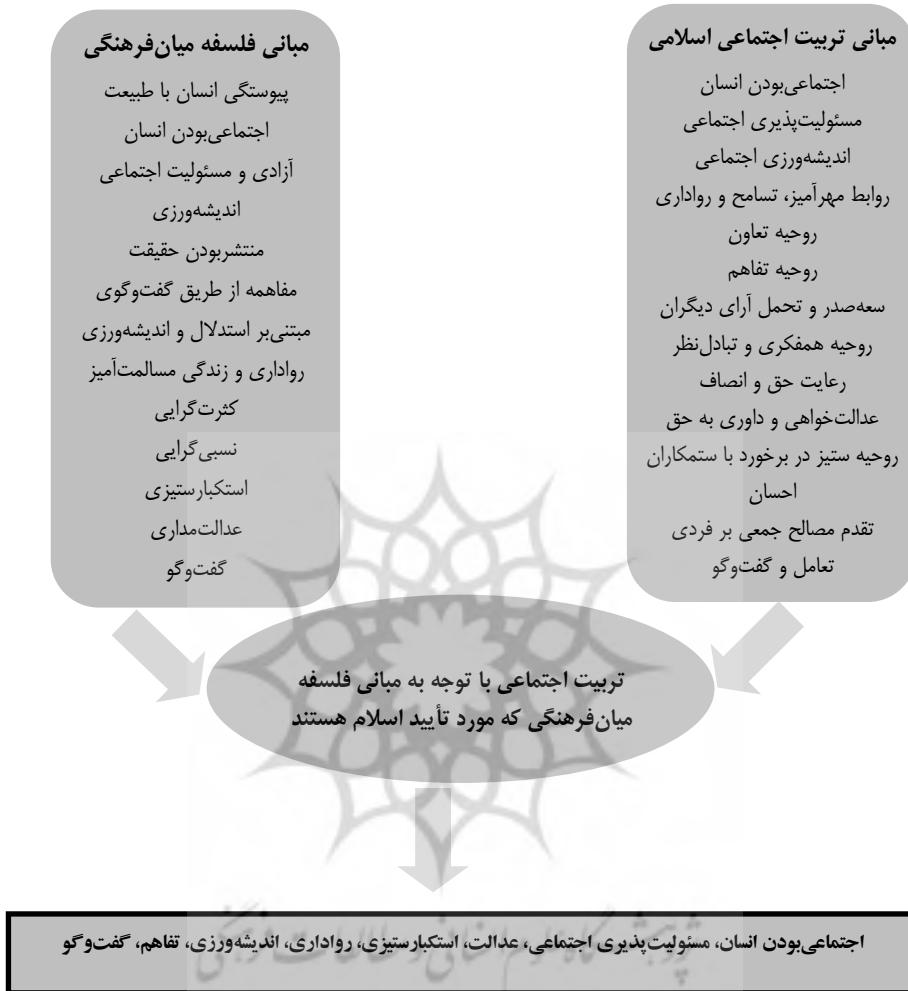 مبانی تربیت اجتماعی اسلامی
اجتماعی‌بودن انسان
مسئولیت‌پذیری اجتماعی
اندیشه‌ورزی اجتماعی
روابط مهرآمیز، تسامح و رواداری
روحیه تعاون
روحیه تفاهم
سعه‌صدر و تحمل آرای دیگران
روحیه همفکری و تبادل‌نظر
رعایت حق و انصاف
عدالت‌خواهی و داوری به حق
روحیه ستیز در برخورد با ستمکاران
احسان
تقدم مصالح جمعی بر فردی
تعامل و گفت‌وگو
مبانی فلسفه میان‌فرهنگی
پیوستگی انسان با طبیعت
اجتماعی‌بودن انسان
آزادی و مسئولیت اجتماعی
اندیشه‌ورزی
منتشربودن حقیقت
مفاهمه از طریق گفت‌وگوی
مبتنی‌بر استدلال و اندیشه‌ورزی
رواداری و زندگی مسالمت‌آمیز
کثرت‌گرایی
نسبی‌گرایی
استکبارستیزی
عدالت‌مداری
گفت‌وگو
تربیت اجتماعی با توجه به مبانی فلسفه
میان‌فرهنگی که مورد تأیید اسلام هستند
اجتماعی‌بودن انسان، مسئولیت‌پذیری اجتماعی، عدالت، استکبارستیزی، رواداری، اندیشه‌ورزی، تفاهم، گفت‌وگو
پژوهشگاه علوم انسانی و مطالعات فرهنگی